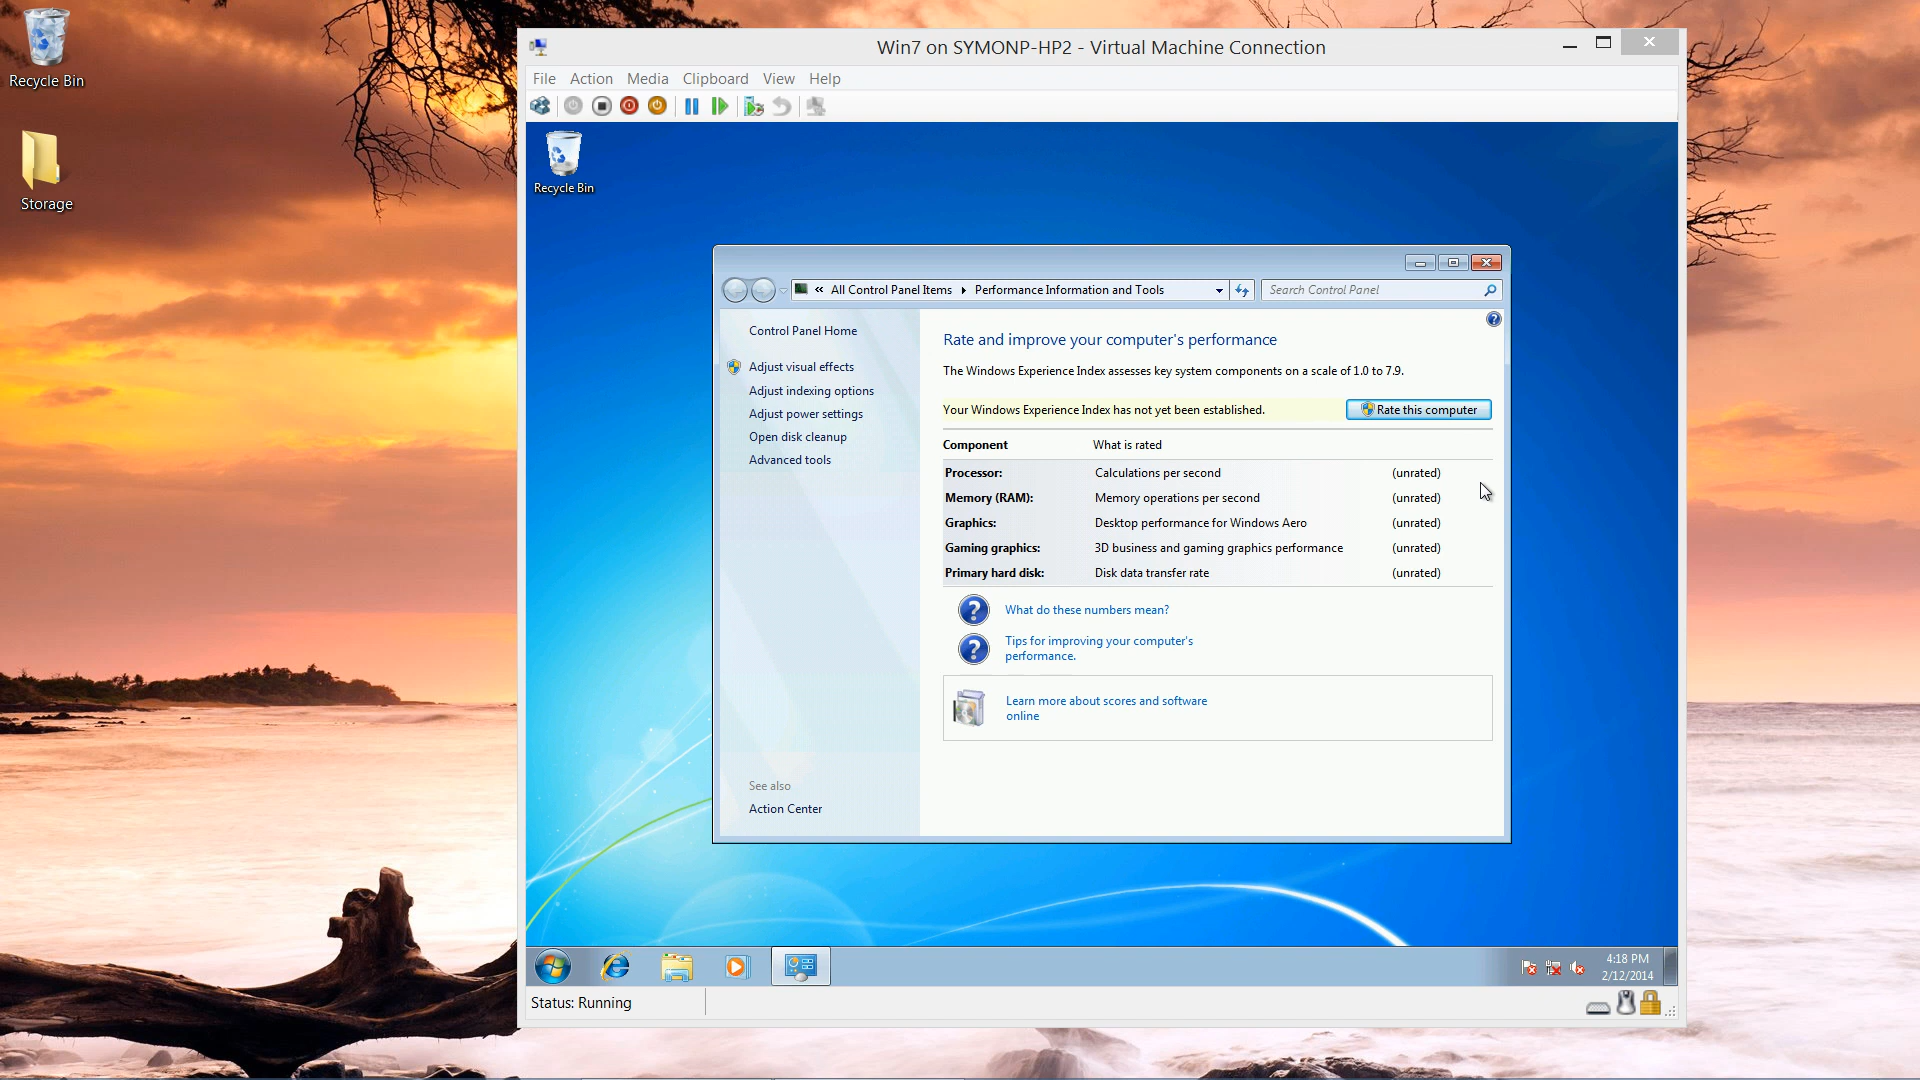 Recycle Bin
Storage
Win7 on SYMONP-HP2 - Virtual Machine Connection
File Action Media Clipboard View Help
Recycle Bin
« All Control Panel Items Performance Information and Tools Search Control Panel
Control Panel Home
Adjust visual effects
Adjust indexing options
Adjust power settings
Open disk cleanup
Advanced tools
See also
Action Center
Rate and improve your computer's performance
The Windows Experience Index assesses key system components on a scale of 1.0 to 7.9.
Your Windows Experience Index has not yet been established. Rate this computer
Component What is rated
Processor: Calculations per second (unrated)
Memory (RAM): Memory operations per second (unrated)
Graphics: Desktop performance for Windows Aero (unrated)
Gaming graphics: 3D business and gaming graphics performance (unrated)
Primary hard disk: Disk data transfer rate (unrated)
What do these numbers mean?
Tips for improving your computer's
performance.
Learn more about scores and software
online
4:18 PM
2/12/2014
Status: Running